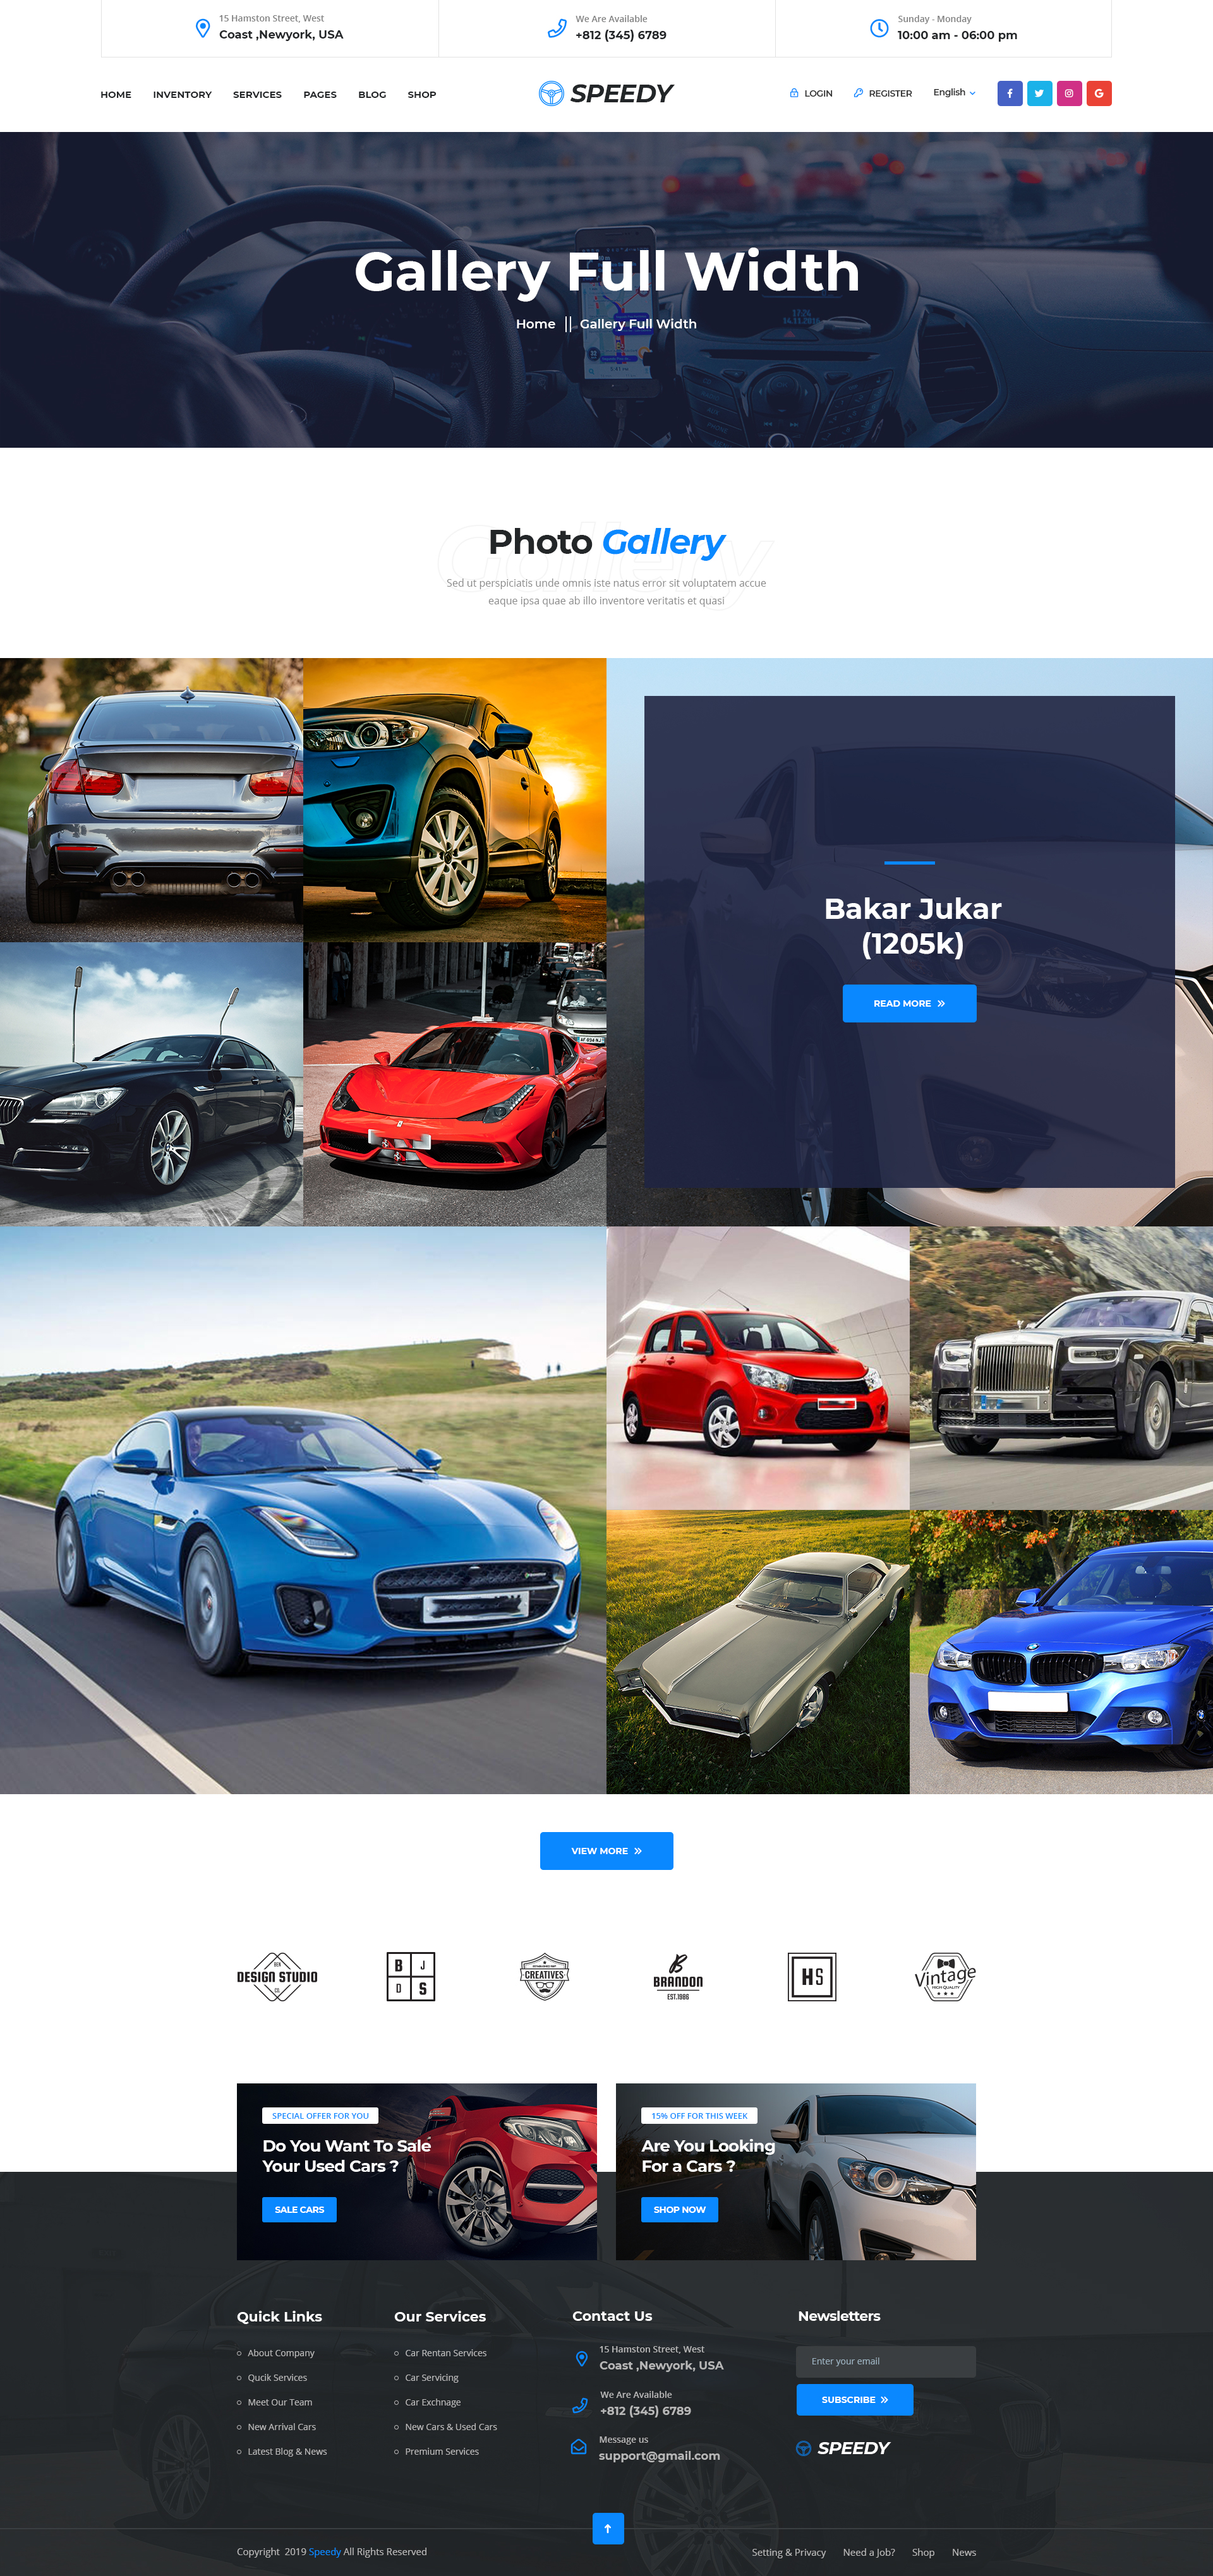 15 Hamston Street, West
Coast ,Newyork, USA
We Are Available
+812 (345) 6789
Sunday - Monday
10:00 am - 06:00 pm
HOME INVENTORY SERVICES PAGES BLOG SHOP
SPEEDY
LOGIN REGISTER English
Gallery Full Width
Home || Gallery Full Width
Gallery
Photo Gallery
Sed ut perspiciatis unde omnis iste natus error sit voluptatem accue
eaque ipsa quae ab illo inventore veritatis et quasi
Bakar Jukar
(1205k)
READ MORE
VIEW MORE
DESIGN STUDIO
CO.
B J
D S
CREATIVES
B
BRANDON
EST.1986
HS
Vintage
HIGH QUALITY
SPECIAL OFFER FOR YOU
Do You Want To Sale
Your Used Cars ?
SALE CARS
15% OFF FOR THIS WEEK
Are You Looking
For a Cars ?
SHOP NOW
Quick Links
About Company
Qucik Services
Meet Our Team
New Arrival Cars
Latest Blog & News
Our Services
Car Rentan Services
Car Servicing
Car Exchnage
New Cars & Used Cars
Premium Services
Contact Us
15 Hamston Street, West
Coast ,Newyork, USA
We Are Available
+812 (345) 6789
Message us
support@gmail.com
Newsletters
Enter your email
SUBSCRIBE
SPEEDY
Copyright 2019 Speedy All Rights Reserved
Setting & Privacy Need a Job? Shop News